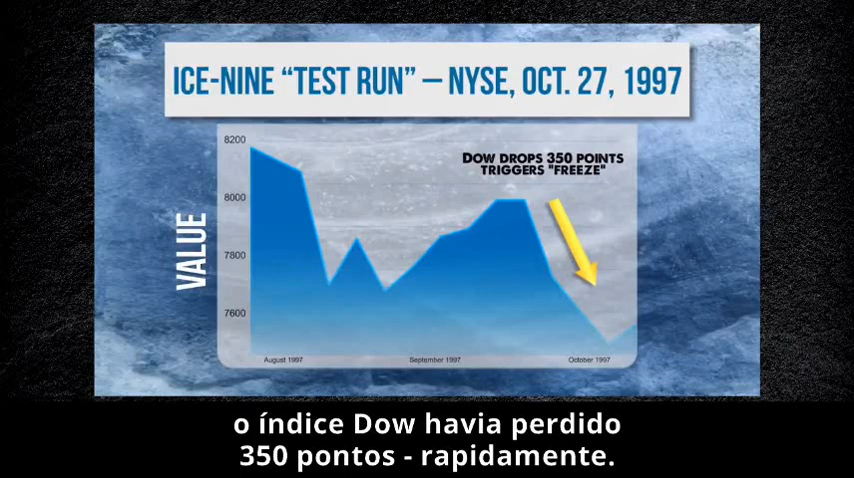 ICE-NINE “TEST RUN” – NYSE, OCT. 27, 1997
8200
DOW DROPS 350 POINTS
TRIGGERS "FREEZE"
8000
VALUE
7800
7600
August 1997 September 1997 October 1997
o índice Dow havia perdido
350 pontos - rapidamente.